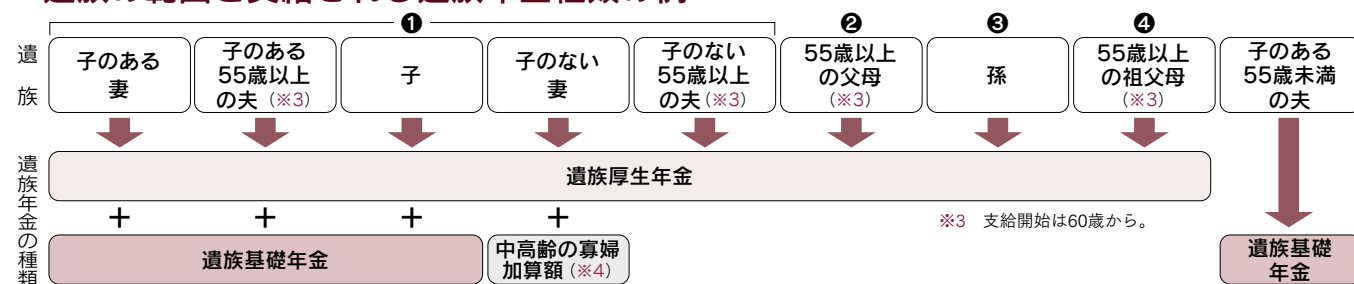 ❶ ❷ ❸ ❹
遺族
子のある
妻
子のある
55歳以上
の夫(※3)
子
子のない
妻
子のない
55歳以上
の夫(※3)
55歳以上
の父母
(※3)
孫
55歳以上
の祖父母
(※3)
子のある
55歳未満
の夫
遺族年金の種類
遺族厚生年金
+ + + +
※3 支給開始は60歳から。
遺族基礎年金
中高齢の寡婦
加算額(※4)
遺族基礎
年金